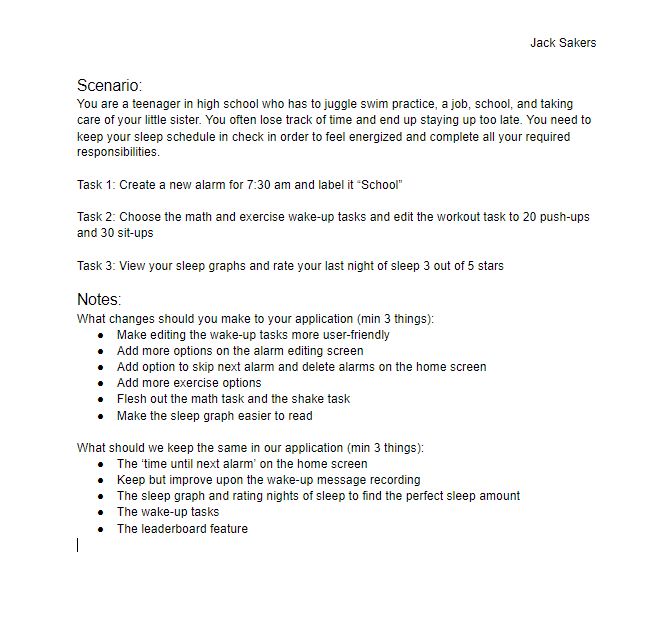 Jack Sakers
Scenario:
You are a teenager in high school who has to juggle swim practice, a job, school, and taking
care of your little sister. You often lose track of time and end up staying up too late. You need to
keep your sleep schedule in check in order to feel energized and complete all your required
responsibilities.
Task 1: Create a new alarm for 7:30 am and label it “School”
Task 2: Choose the math and exercise wake-up tasks and edit the workout task to 20 push-ups
and 30 sit-ups
Task 3: View your sleep graphs and rate your last night of sleep 3 out of 5 stars
Notes:
What changes should you make to your application (min 3 things):
● Make editing the wake-up tasks more user-friendly
● Add more options on the alarm editing screen
● Add option to skip next alarm and delete alarms on the home screen
● Add more exercise options
● Flesh out the math task and the shake task
● Make the sleep graph easier to read
What should we keep the same in our application (min 3 things):
● The ‘time until next alarm’ on the home screen
● Keep but improve upon the wake-up message recording
● The sleep graph and rating nights of sleep to find the perfect sleep amount
● The wake-up tasks
● The leaderboard feature